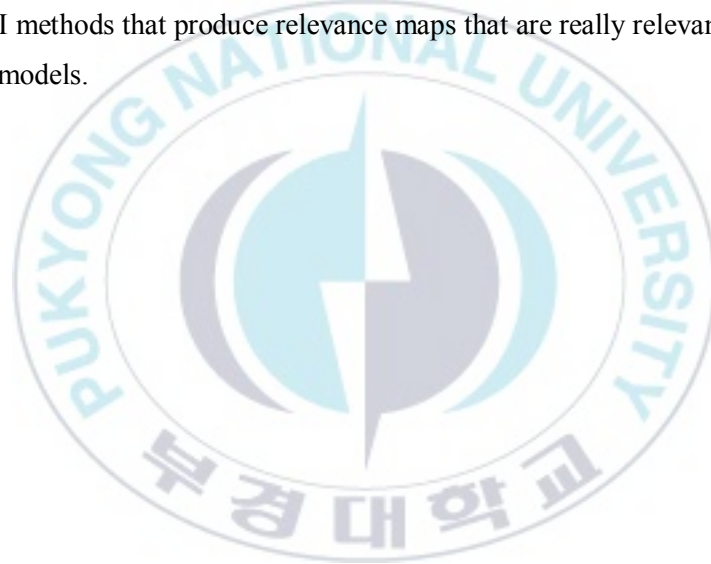 I methods that produce relevance maps that are really relevan
models.
PUKYONG NATIONAL UNIVERSITY
부경대학교